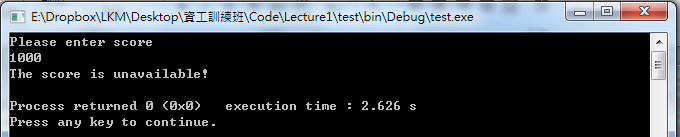 E:\Dropbox\LKM\Desktop\資工訓練班\Code\Lecture1\test\bin\Debug\test.exe
Please enter score
1000
The score is unavailable!
Process returned 0 (0x0)   execution time : 2.626 s
Press any key to continue.